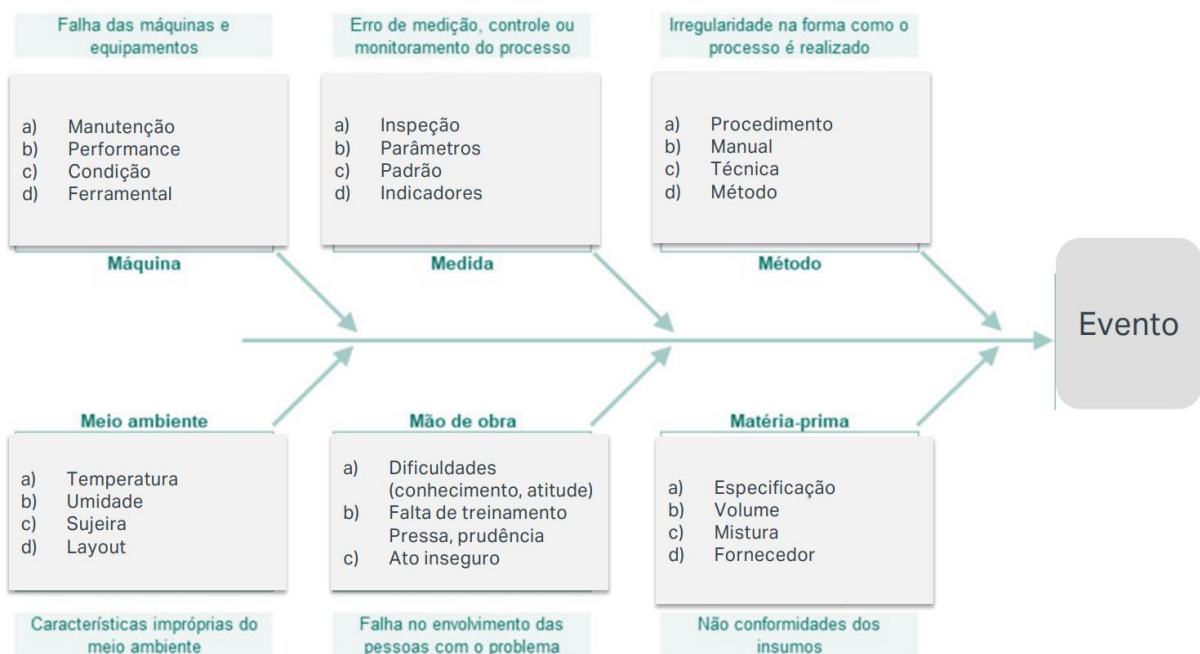 Falha das máquinas e
equipamentos
Erro de medição, controle ou
monitoramento do processo
Irregularidade na forma como o
processo é realizado
a) Manutenção
b) Performance
c) Condição
d) Ferramental
a) Inspeção
b) Parâmetros
c) Padrão
d) Indicadores
a) Procedimento
b) Manual
c) Técnica
d) Método
Máquina
Medida
Método
Evento
Meio ambiente
Mão de obra
Matéria-prima
a) Temperatura
b) Umidade
c) Sujeira
d) Layout
a) Dificuldades
(conhecimento, atitude)
b) Falta de treinamento
Pressa, prudência
c) Ato inseguro
a) Especificação
b) Volume
c) Mistura
d) Fornecedor
Características impróprias do
meio ambiente
Falha no envolvimento das
pessoas com o problema
Não conformidades dos
insumos